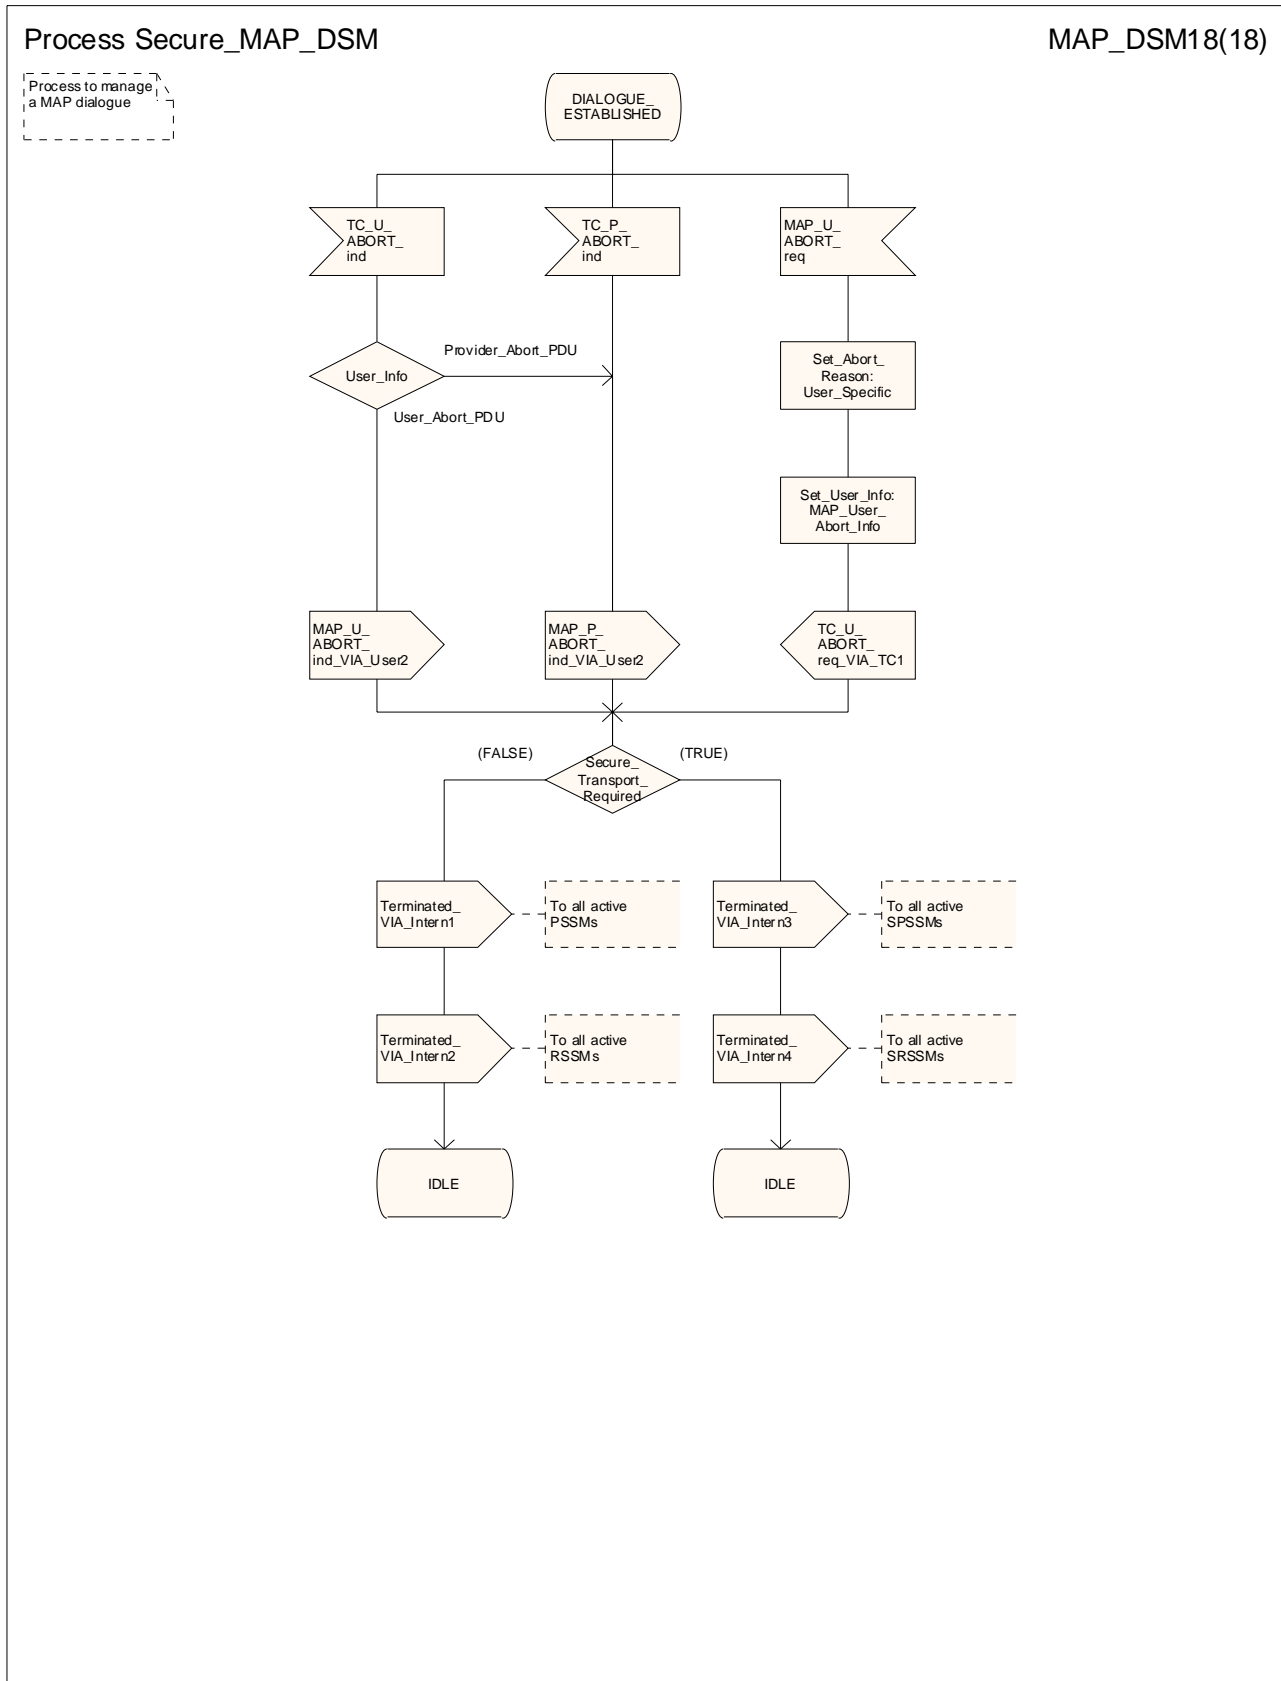 Process Secure_MAP_DSM
MAP_DSM18(18)
Process to manage
a MAP dialogue
DIALOGUE_
ESTABLISHED
TC_U_
ABORT_
ind
TC_P_
ABORT_
ind
MAP_U_
ABORT_
req
Provider_Abort_PDU
User_Info
User_Abort_PDU
Set_Abort_
Reason:
User_Specific
Set_User_Info:
MAP_User_
Abort_Info
MAP_U_
ABORT_
ind_VIA_User2
MAP_P_
ABORT_
ind_VIA_User2
TC_U_
ABORT_
req_VIA_TC1
(FALSE)
(TRUE)
Secure_
Transport_
Required
Terminated_
VIA_Intern1
To all active
PSSMs
Terminated_
VIA_Intern3
To all active
SPSSMs
Terminated_
VIA_Intern2
To all active
RSSMs
Terminated_
VIA_Intern4
To all active
SRSSMs
IDLE
IDLE